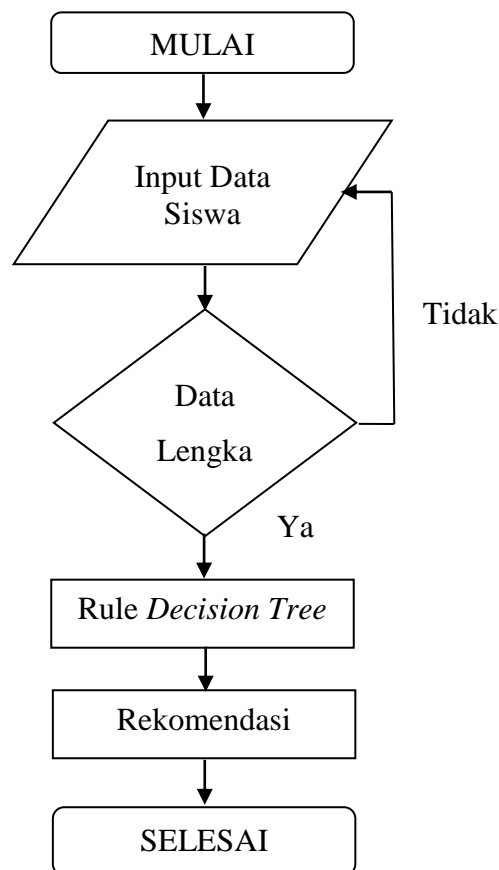 MULAI
Input Data
Siswa
Tidak
Data
Lengka
Ya
Rule Decision Tree
Rekomendasi
SELESAI